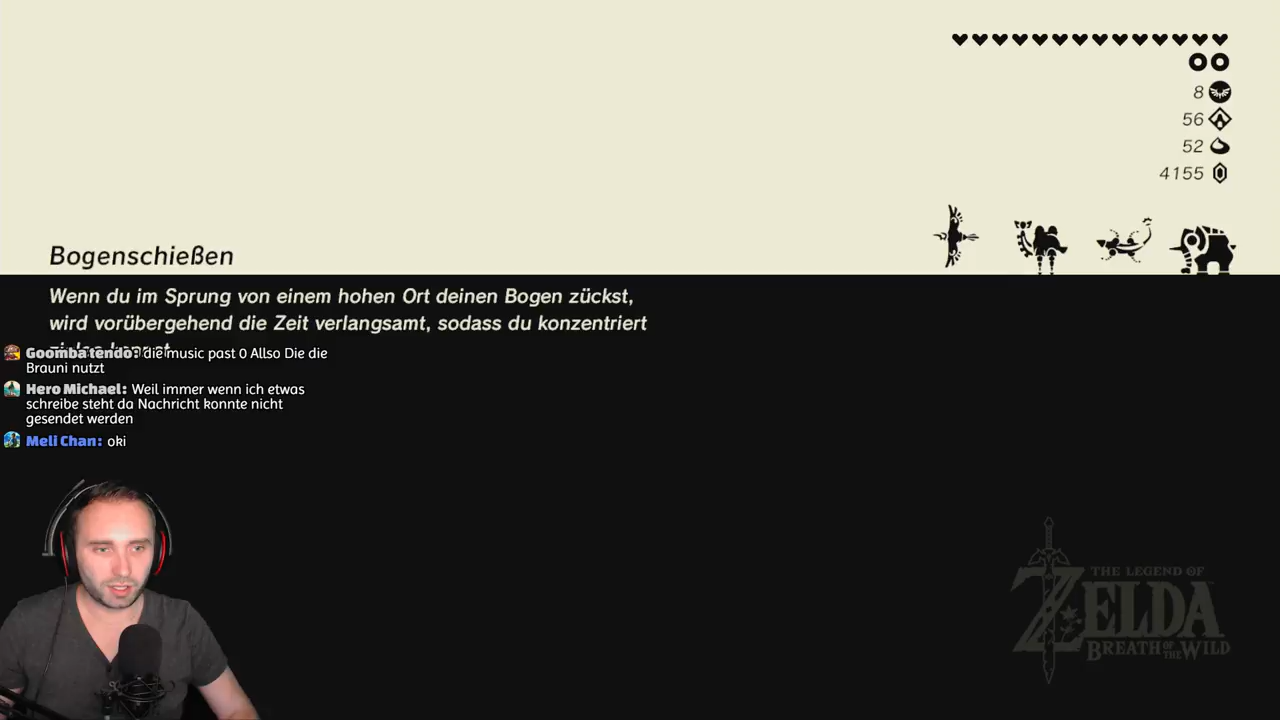 8
56
52
4155
Bogenschießen
Wenn du im Sprung von einem hohen Ort deinen Bogen zückst,
wird vorübergehend die Zeit verlangsamt, sodass du konzentriert
Goomba tendo: die music past 0 Allso Die die
Brauni nutzt
Hero Michael: Weil immer wenn ich etwas
schreibe steht da Nachricht konnte nicht
gesendet werden
Meli Chan: oki
THE LEGEND OF
ZELDA
BREATH OF THE WILD